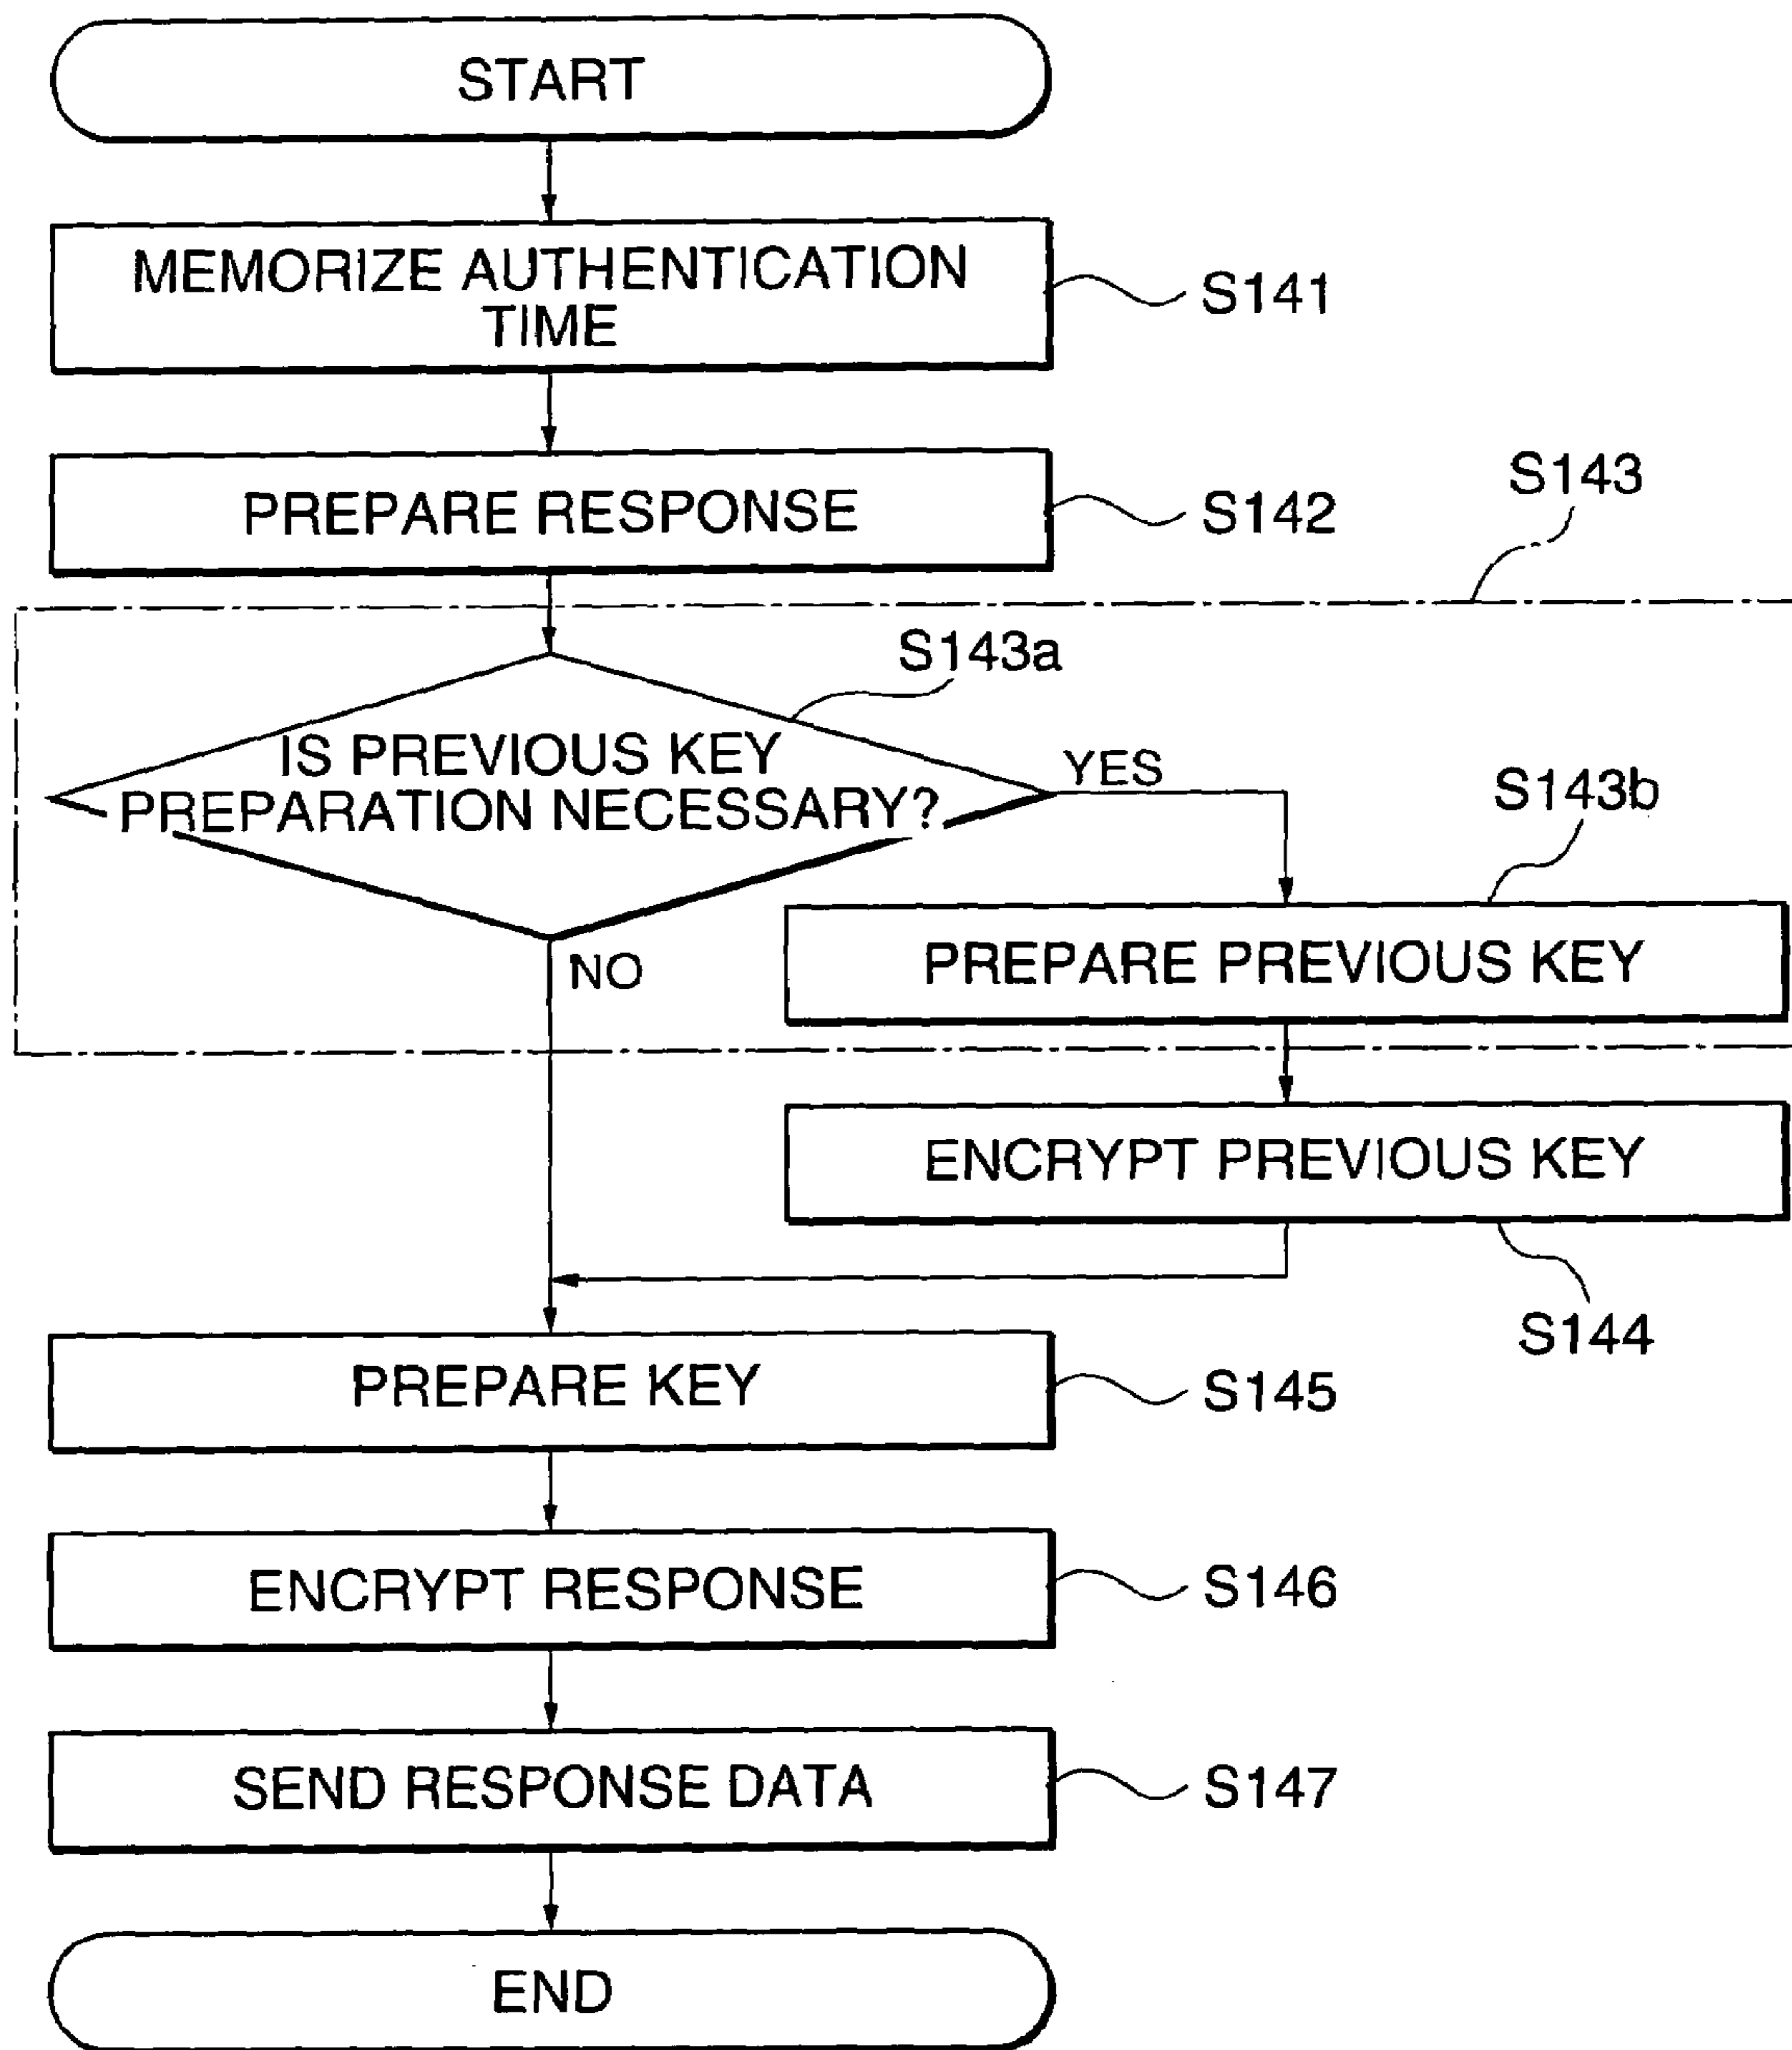 START
MEMORIZE AUTHENTICATION
TIME
S141
PREPARE RESPONSE
S142
S143
S143a
IS PREVIOUS KEY
PREPARATION NECESSARY?
YES
S143b
NO
PREPARE PREVIOUS KEY
ENCRYPT PREVIOUS KEY
S144
PREPARE KEY
S145
ENCRYPT RESPONSE
S146
SEND RESPONSE DATA
S147
END